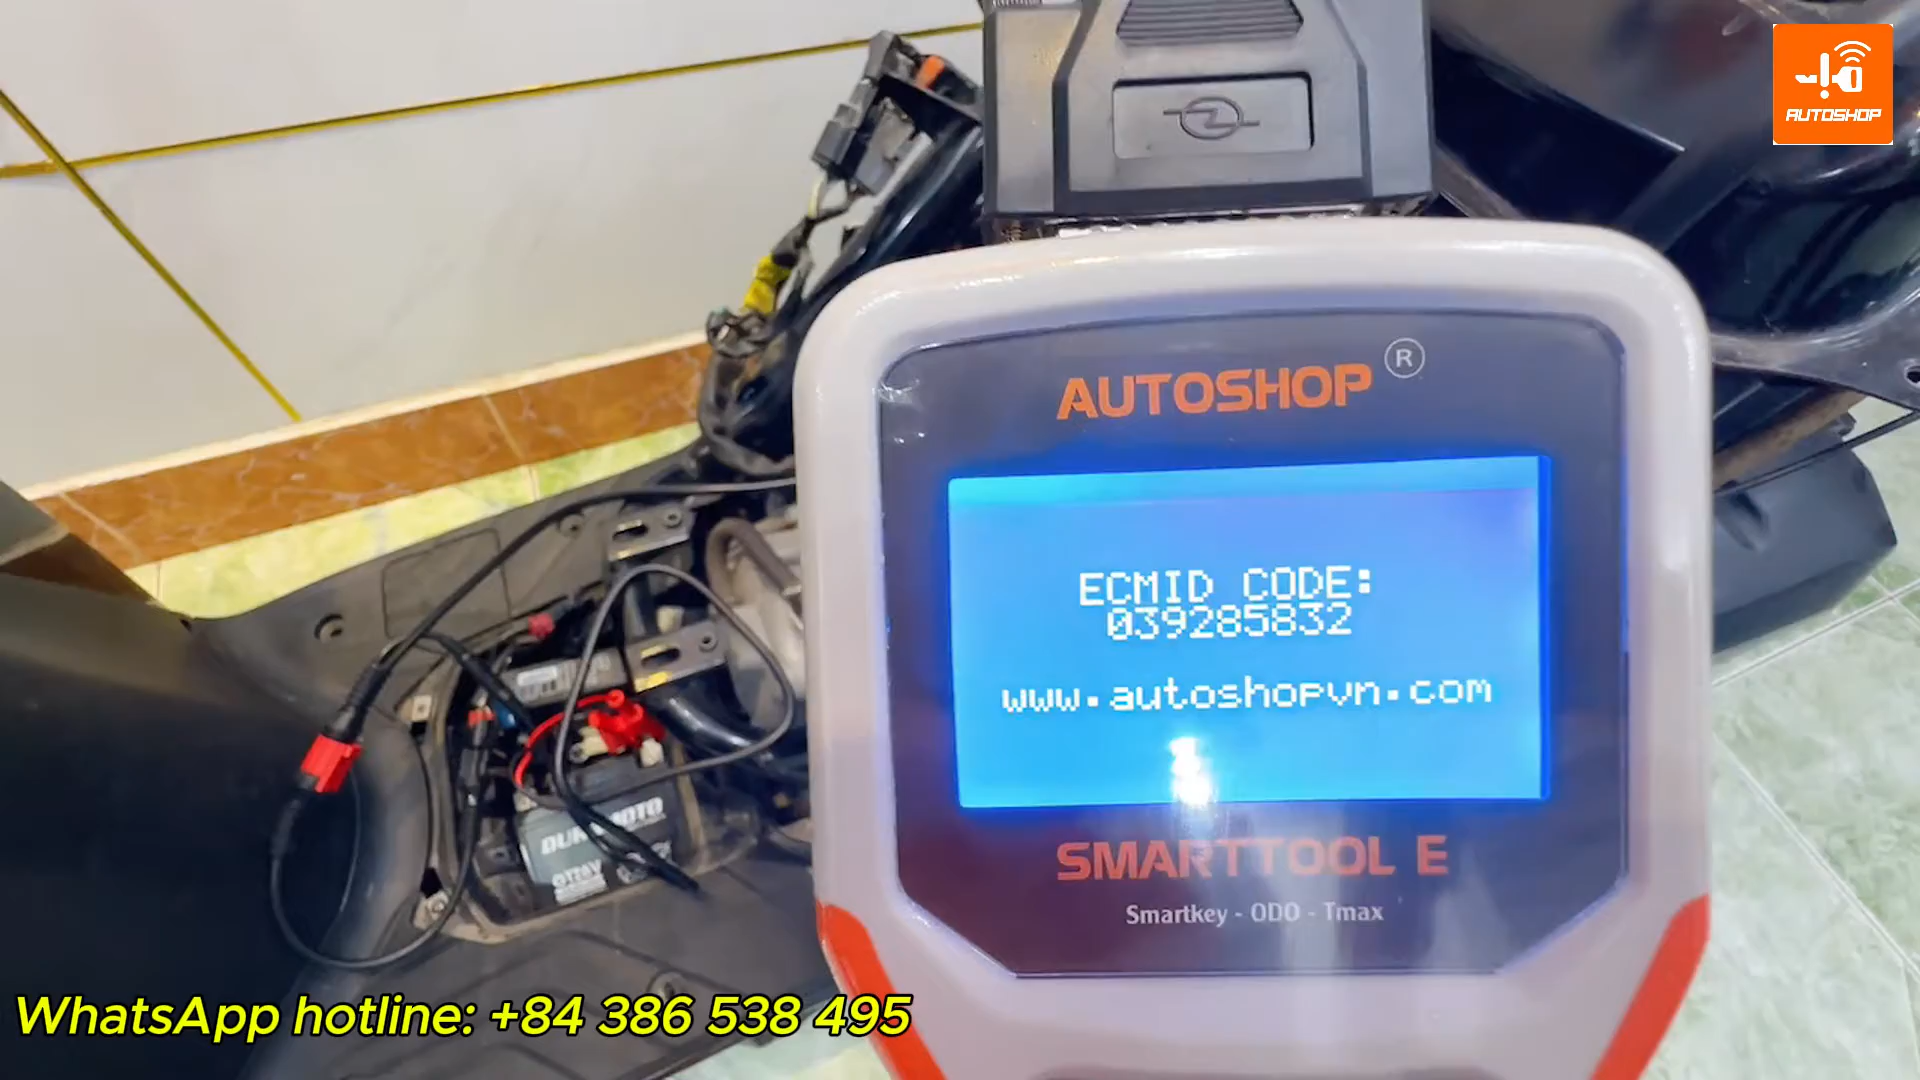 AUTOSHOP
AUTOSHOP ®
ECMID CODE:
039285832
www.autoshopvn.com
SMARTTOOL E
Smartkey - ODO - Tmax
WhatsApp hotline: +84 386 538 495